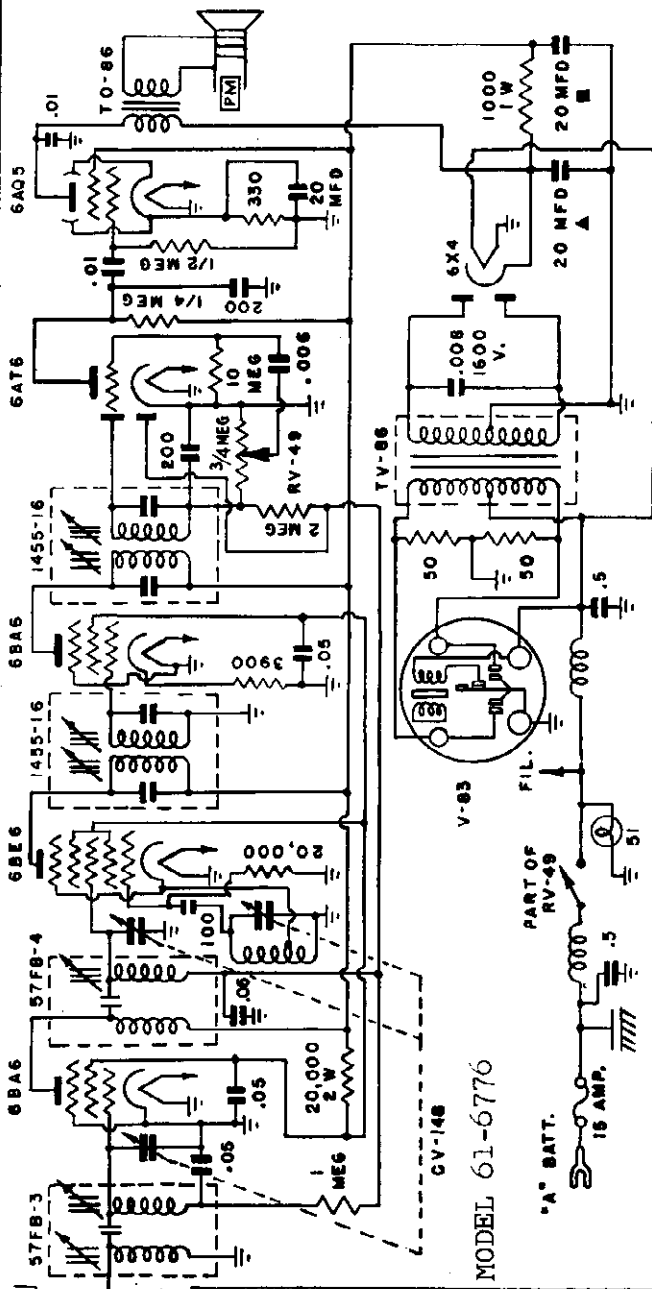 57FB-3
6BA6
57FB-4
6BE6
1455-16
6BA6
1455-16
6AT6
6AQ5
.01
TO-86
PM
.05
.05
1
MEG
20,000
2 W
.06
100
20,000
3900
.05
200
3/4 MEG
RV-49
2 MEG
10
MEG
.006
1/4 MEG
200
.01
1/2 MEG
330
20
MFD
CV-148
MODEL 61-6776
"A" BATT.
15 AMP.
.5
PART OF
RV-49
51
FIL.
V-83
.5
50
50
TV-86
.008
1600
V.
6X4
1000
1 W
20 MFD
20 MFD